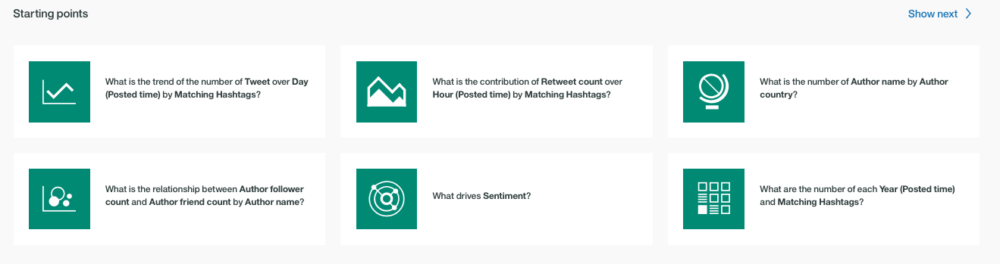 Starting points
Show next
What is the trend of the number of Tweet over Day
(Posted time) by Matching Hashtags?
What is the contribution of Retweet count over
Hour (Posted time) by Matching Hashtags?
What is the number of Author name by Author
country?
What is the relationship between Author follower
count and Author friend count by Author name?
What drives Sentiment?
What are the number of each Year (Posted time)
and Matching Hashtags?